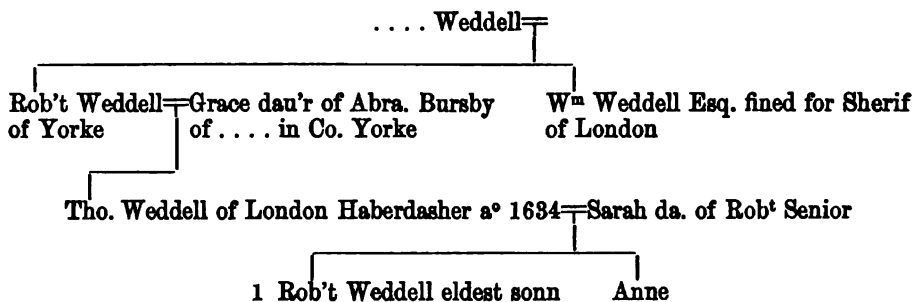 . . . . Weddell
Rob't Weddell=Grace dau'r of Abra. Bursby
of Yorke of . . . . in Co. Yorke
Wᵐ Weddell Esq. fined for Sherif
of London
Tho. Weddell of London Haberdasher aº 1634=Sarah da. of Robᵗ Senior
1 Rob't Weddell eldest sonn Anne